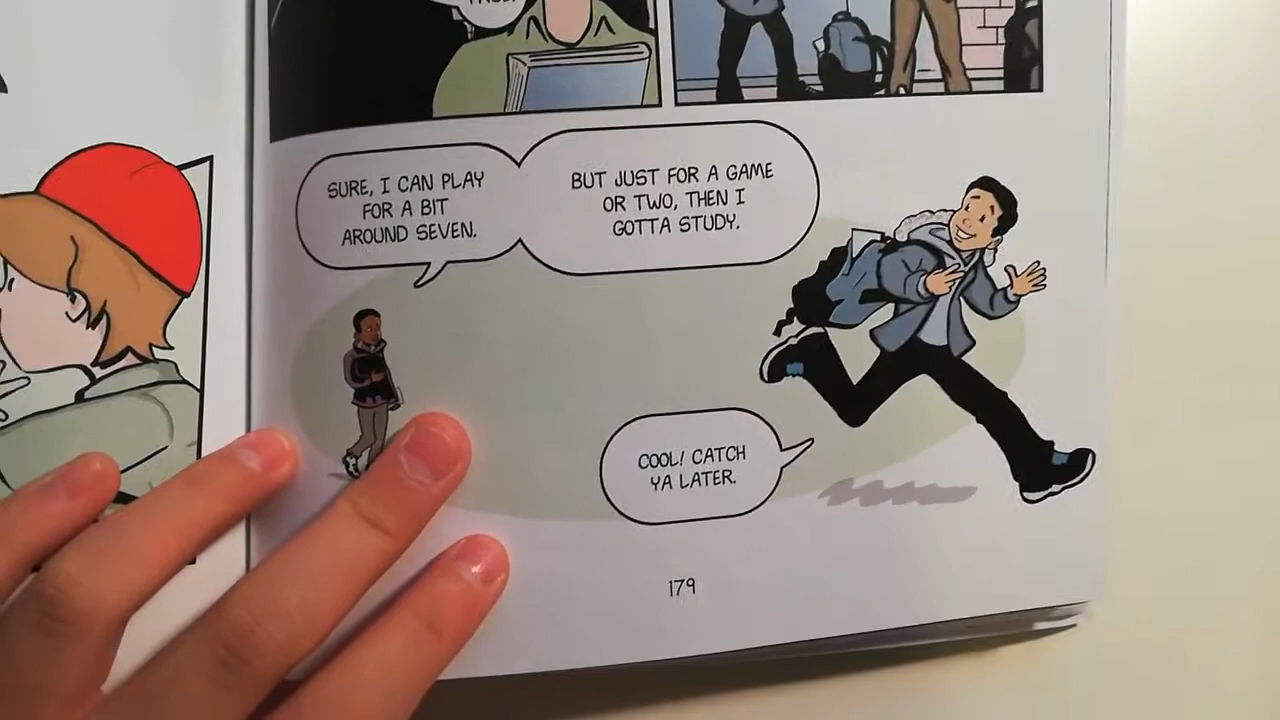 SURE, I CAN PLAY
FOR A BIT
AROUND SEVEN.
BUT JUST FOR A GAME
OR TWO, THEN I
GOTTA STUDY.
COOL! CATCH
YA LATER.
179